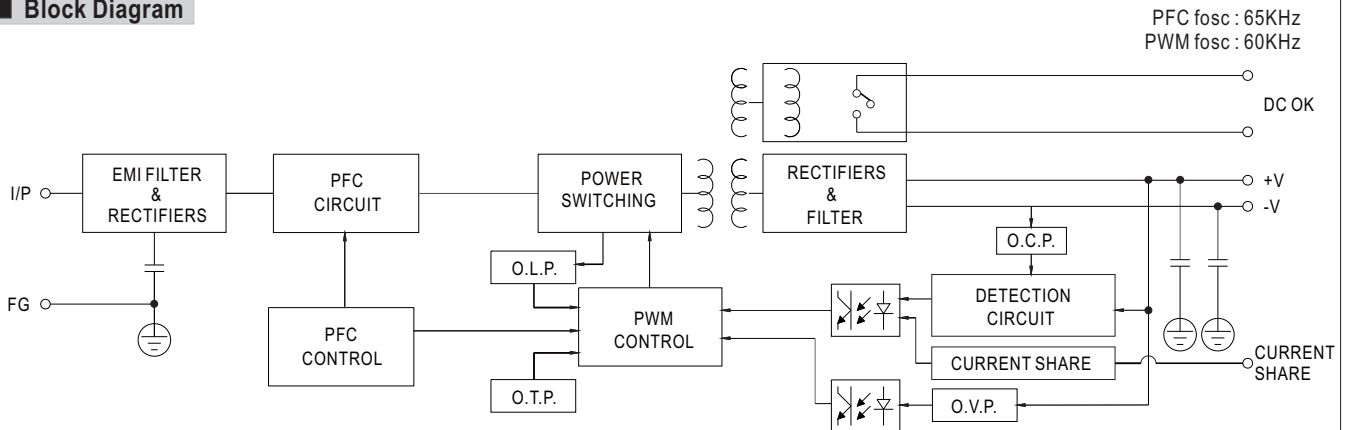 Block Diagram
PFC fosc : 65KHz
PWM fosc : 60KHz
DC OK
I/P
EMI FILTER
&
RECTIFIERS
PFC
CIRCUIT
POWER
SWITCHING
RECTIFIERS
&
FILTER
+V
-V
O.C.P.
O.L.P.
FG
PFC
CONTROL
PWM
CONTROL
DETECTION
CIRCUIT
CURRENT SHARE
CURRENT
SHARE
O.T.P.
O.V.P.